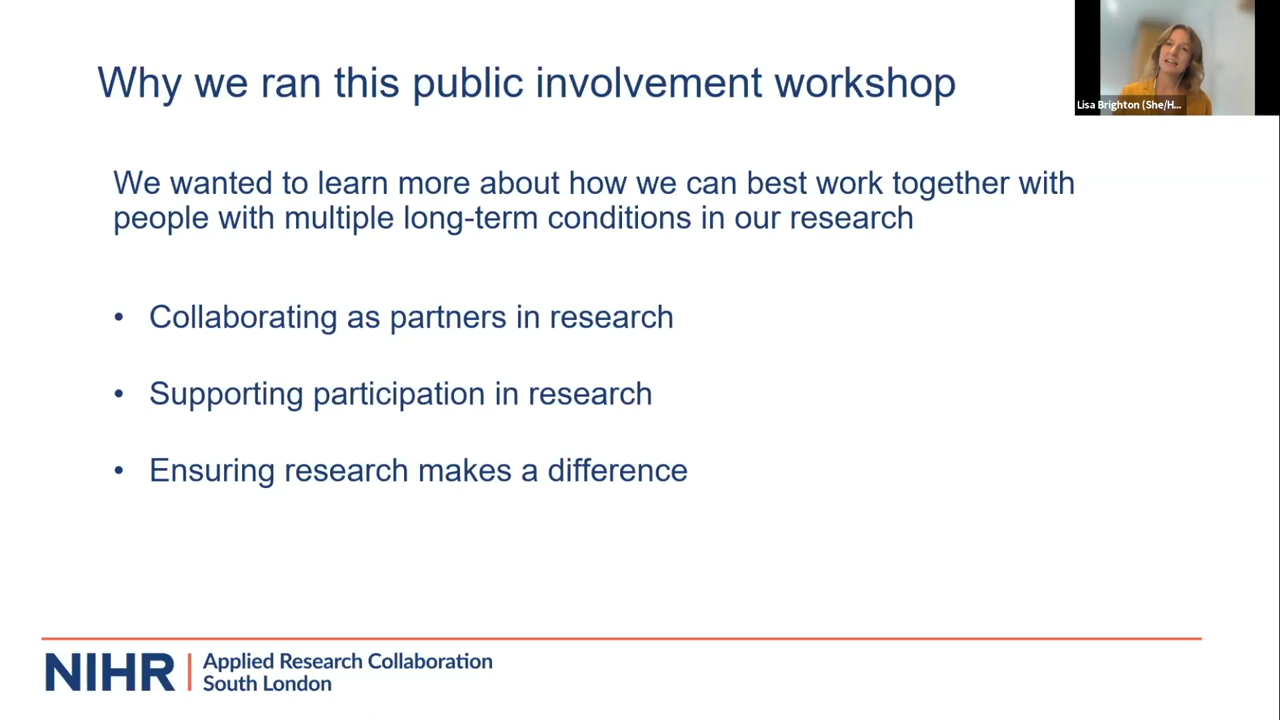 Why we ran this public involvement workshop
Lisa Brighton (She/H...
We wanted to learn more about how we can best work together with
people with multiple long-term conditions in our research
• Collaborating as partners in research
• Supporting participation in research
• Ensuring research makes a difference
NIHR | Applied Research Collaboration
South London